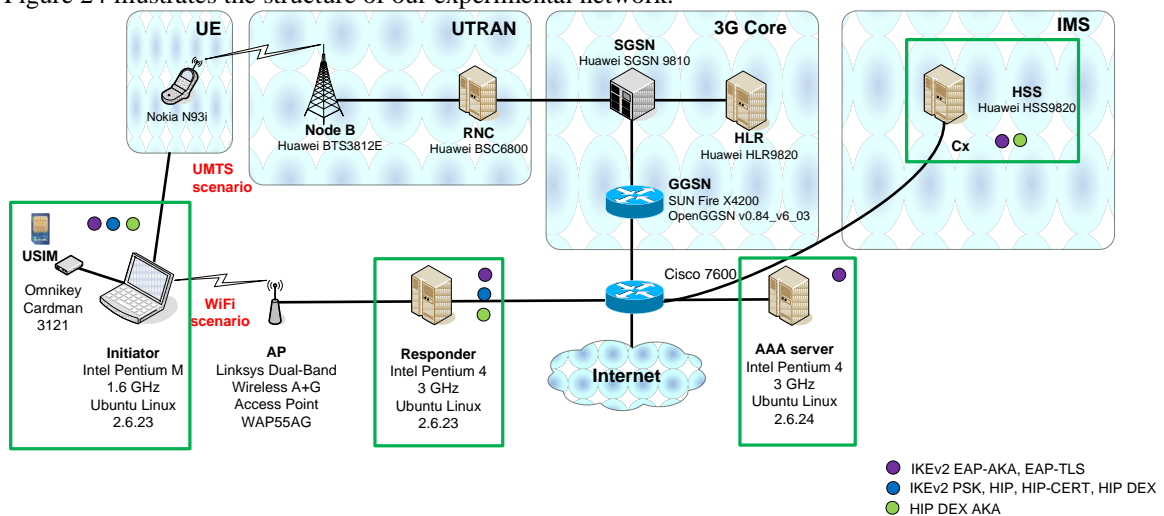 Figure 24 illustrates the structure of our experimental network.
UE
UTRAN
3G Core
IMS
SGSN
Huawei SGSN 9810
Nokia N93i
Node B
Huawei BTS3812E
RNC
Huawei BSC6800
HLR
Huawei HLR9820
HSS
Huawei HSS9820
Cx
UMTS
scenario
GGSN
SUN Fire X4200
OpenGGSN v0.84_v6_03
USIM
Omnikey
Cardman
3121
WiFi
scenario
Cisco 7600
Initiator
Intel Pentium M
1.6 GHz
Ubuntu Linux
2.6.23
AP
Linksys Dual-Band
Wireless A+G
Access Point
WAP55AG
Responder
Intel Pentium 4
3 GHz
Ubuntu Linux
2.6.23
Internet
AAA server
Intel Pentium 4
3 GHz
Ubuntu Linux
2.6.24
IKEv2 EAP-AKA, EAP-TLS
IKEv2 PSK, HIP, HIP-CERT, HIP DEX
HIP DEX AKA